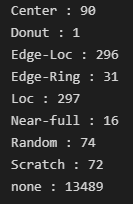 Center : 90
Donut : 1
Edge-Loc : 296
Edge-Ring : 31
Loc : 297
Near-full : 16
Random : 74
Scratch : 72
none : 13489